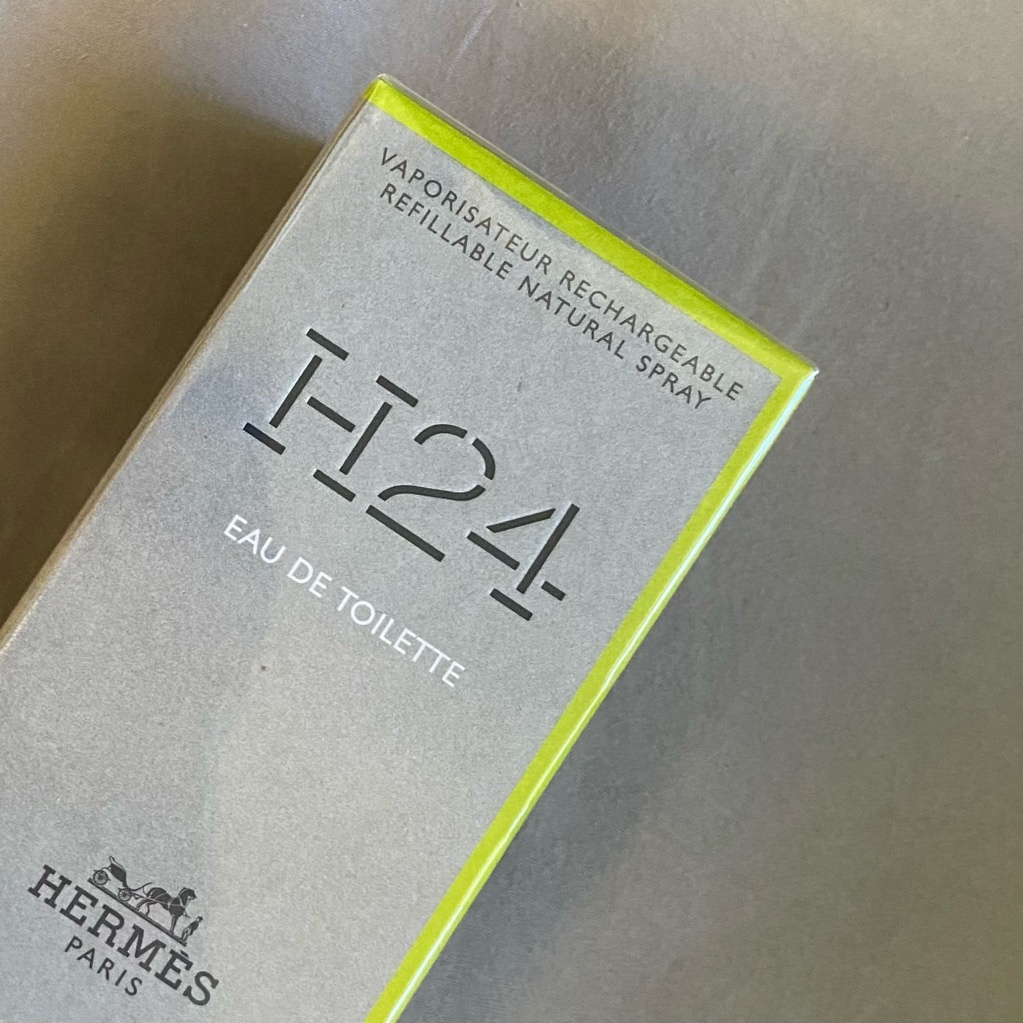 VAPORISATEUR RECHARGEABLE
REFILLABLE NATURAL SPRAY
H24
EAU DE TOILETTE
HERMÈS
PARIS